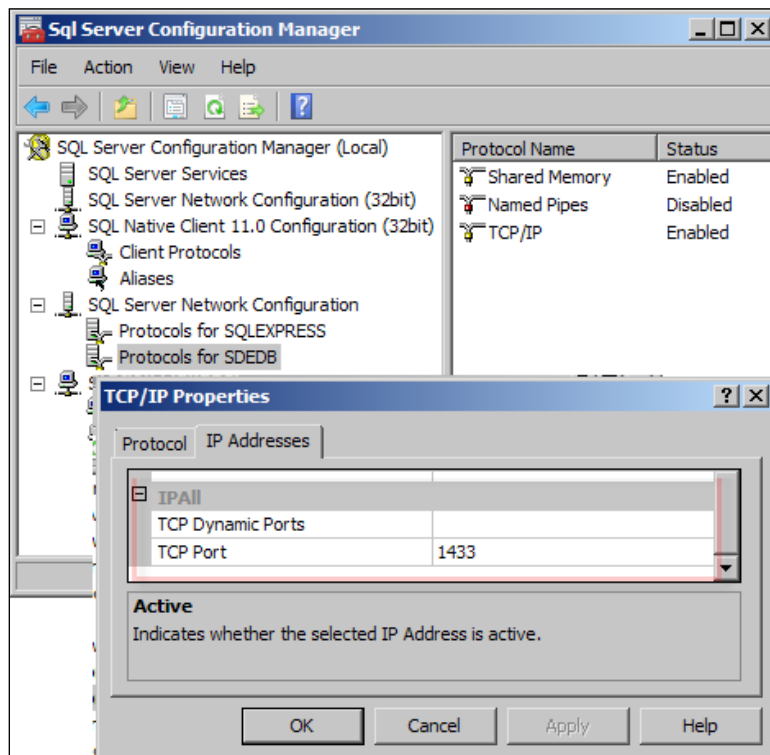 Sql Server Configuration Manager
File Action View Help
SQL Server Configuration Manager (Local)
SQL Server Services
SQL Server Network Configuration (32bit)
SQL Native Client 11.0 Configuration (32bit)
Client Protocols
Aliases
SQL Server Network Configuration
Protocols for SQLEXPRESS
Protocols for SDEDB
Protocol Name Status
Shared Memory Enabled
Named Pipes Disabled
TCP/IP Enabled
TCP/IP Properties
Protocol IP Addresses
IPAll
TCP Dynamic Ports
TCP Port 1433
Active
Indicates whether the selected IP Address is active.
OK Cancel Apply Help